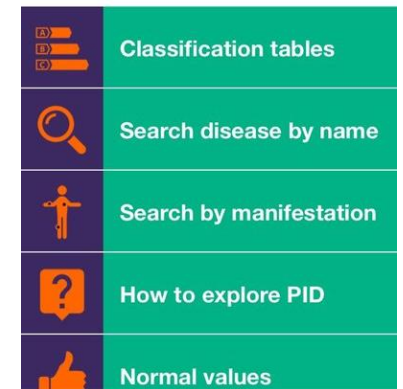 A
B
C
Classification tables
Search disease by name
Search by manifestation
?
How to explore PID
Normal values